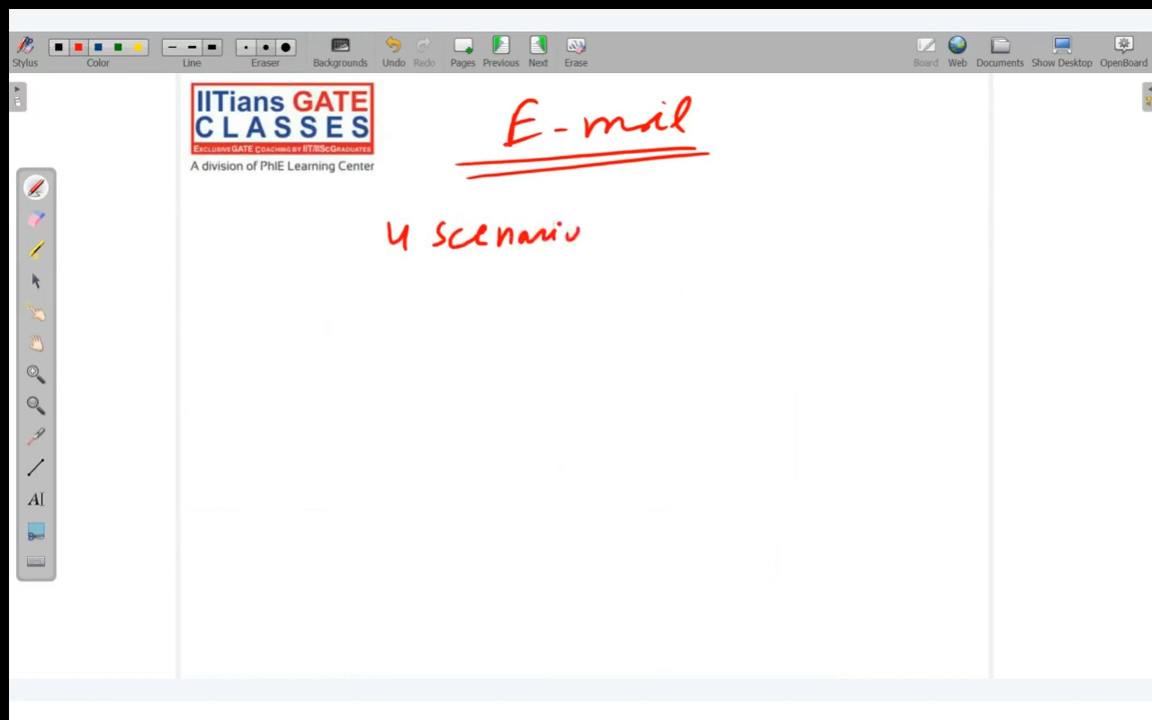 Stylus Color Line Eraser Backgrounds Undo Redo Pages Previous Next Erase Board Web Documents Show Desktop OpenBoard
IITians GATE
CLASSES
EXCLUSIVE GATE COACHING BY IIT/IISc GRADUATES
A division of PhIE Learning Center
E-mail
4 scenario
AI